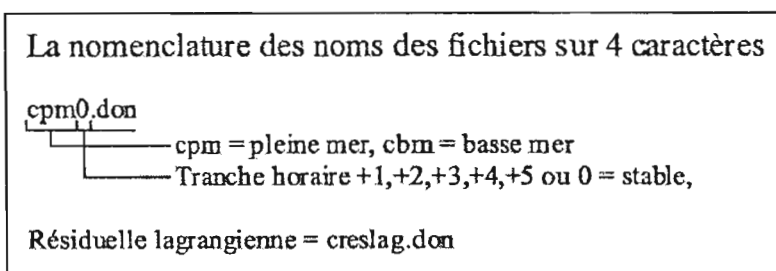 La nomenclature des noms des fichiers sur 4 caractères
cpm0.don
cpm = pleine mer, cbm = basse mer
Tranche horaire +1,+2,+3,+4,+5 ou 0 = stable,
Résiduelle lagrangienne = creslag.don